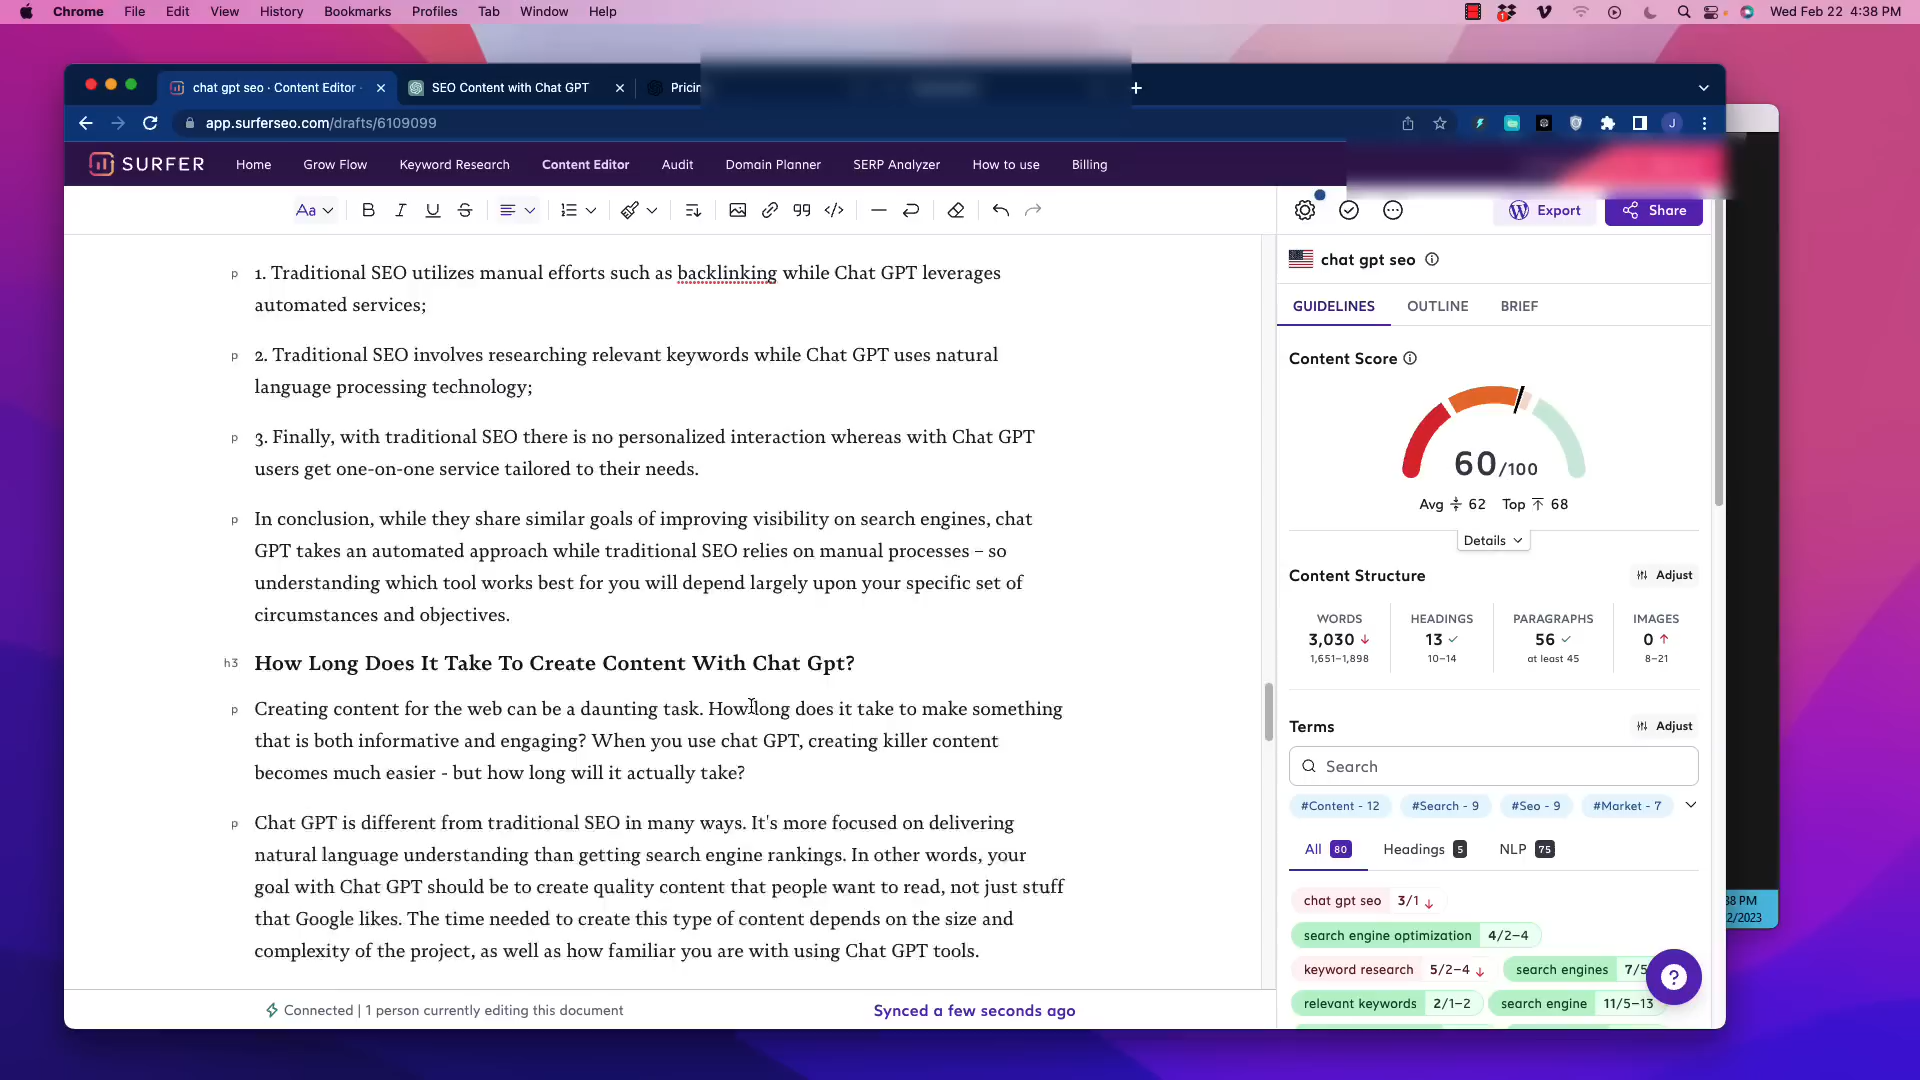 Chrome File Edit View History Bookmarks Profiles Tab Window Help 1 Wed Feb 22 4:38 PM
chat gpt seo · Content Editor SEO Content with Chat GPT
app.surferseo.com/drafts/6109099 J
SURFER Home Grow Flow Keyword Research Content Editor Audit Domain Planner SERP Analyzer How to use Billing
Aa Export Share
1. Traditional SEO utilizes manual efforts such as backlinking while Chat GPT leverages
automated services;
2. Traditional SEO involves researching relevant keywords while Chat GPT uses natural
language processing technology;
3. Finally, with traditional SEO there is no personalized interaction whereas with Chat GPT
users get one-on-one service tailored to their needs.
In conclusion, while they share similar goals of improving visibility on search engines, chat
GPT takes an automated approach while traditional SEO relies on manual processes – so
understanding which tool works best for you will depend largely upon your specific set of
circumstances and objectives.
h3 How Long Does It Take To Create Content With Chat Gpt?
p Creating content for the web can be a daunting task. How long does it take to make something
that is both informative and engaging? When you use chat GPT, creating killer content
becomes much easier - but how long will it actually take?
p Chat GPT is different from traditional SEO in many ways. It's more focused on delivering
natural language understanding than getting search engine rankings. In other words, your
goal with Chat GPT should be to create quality content that people want to read, not just stuff
that Google likes. The time needed to create this type of content depends on the size and
complexity of the project, as well as how familiar you are with using Chat GPT tools.
Connected | 1 person currently editing this document Synced a few seconds ago
chat gpt seo
GUIDELINES OUTLINE BRIEF
Content Score
60/100
Avg 62 Top 68
Details
Content Structure Adjust
WORDS HEADINGS PARAGRAPHS IMAGES
3,030 13 56 0
1,651–1,898 10–14 at least 45 8–21
Terms Adjust
Search
#Content - 12 #Search - 9 #Seo - 9 #Market - 7
All 80 Headings 5 NLP 75
chat gpt seo 3/1
search engine optimization 4/2–4
keyword research 5/2–4 search engines
relevant keywords 2/1–2 search engine 11/5–13